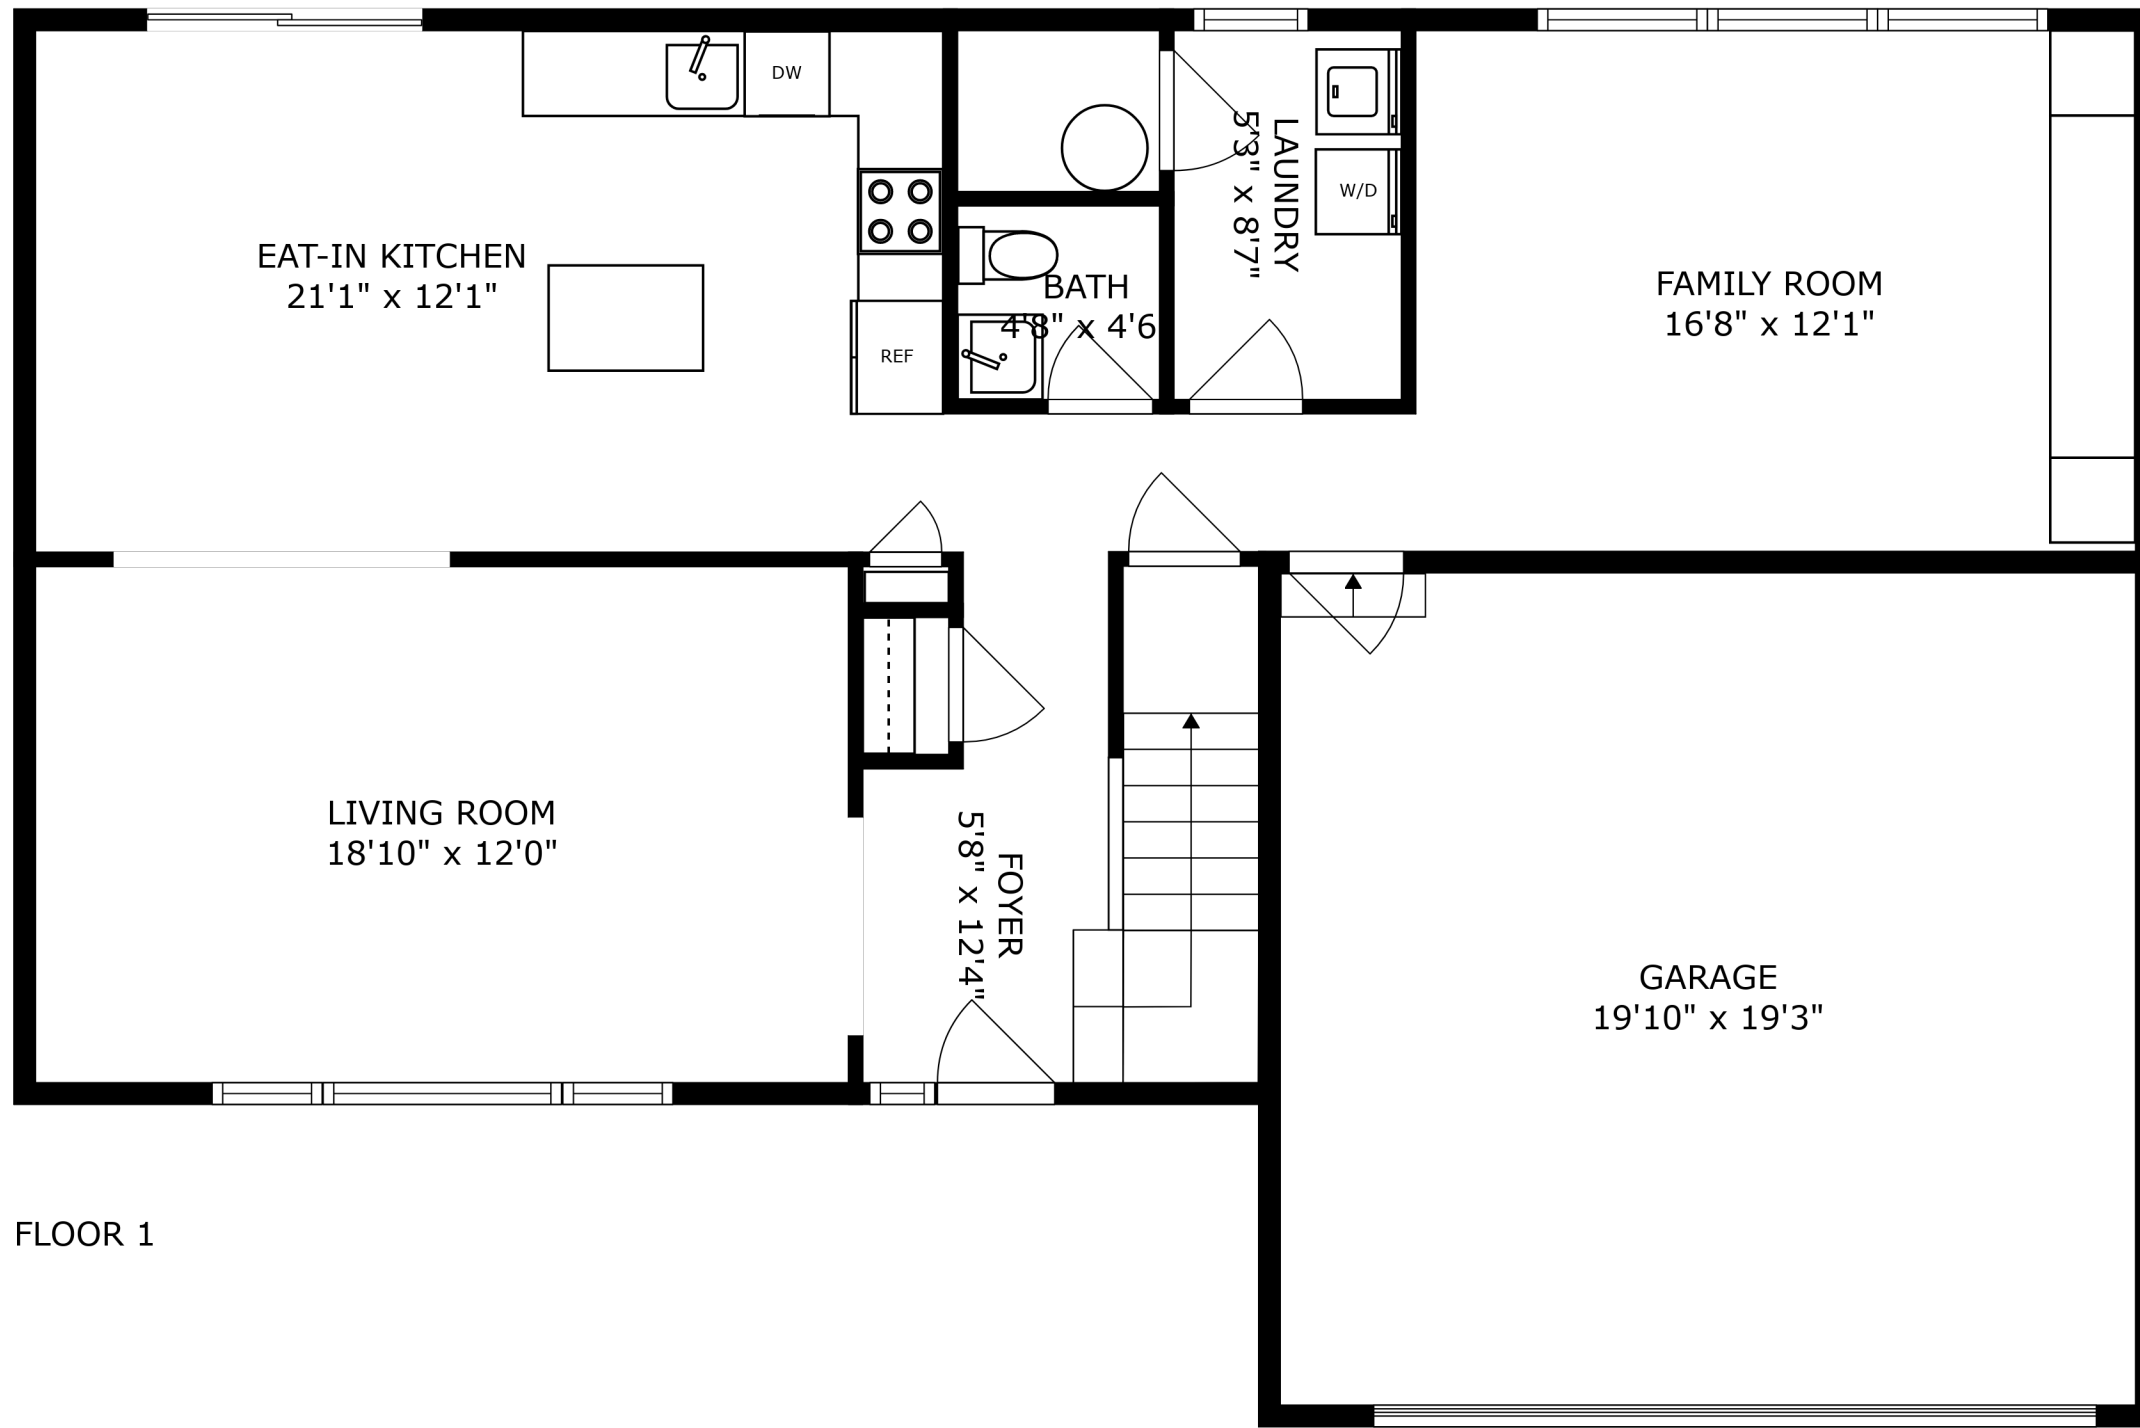 DW
LAUNDRY
5'3" x 8'7"
W/D
EAT-IN KITCHEN
21'1" x 12'1"
BATH
4'8" x 4'6
FAMILY ROOM
16'8" x 12'1"
REF
LIVING ROOM
18'10" x 12'0"
FOYER
5'8" x 12'4"
GARAGE
19'10" x 19'3"
FLOOR 1